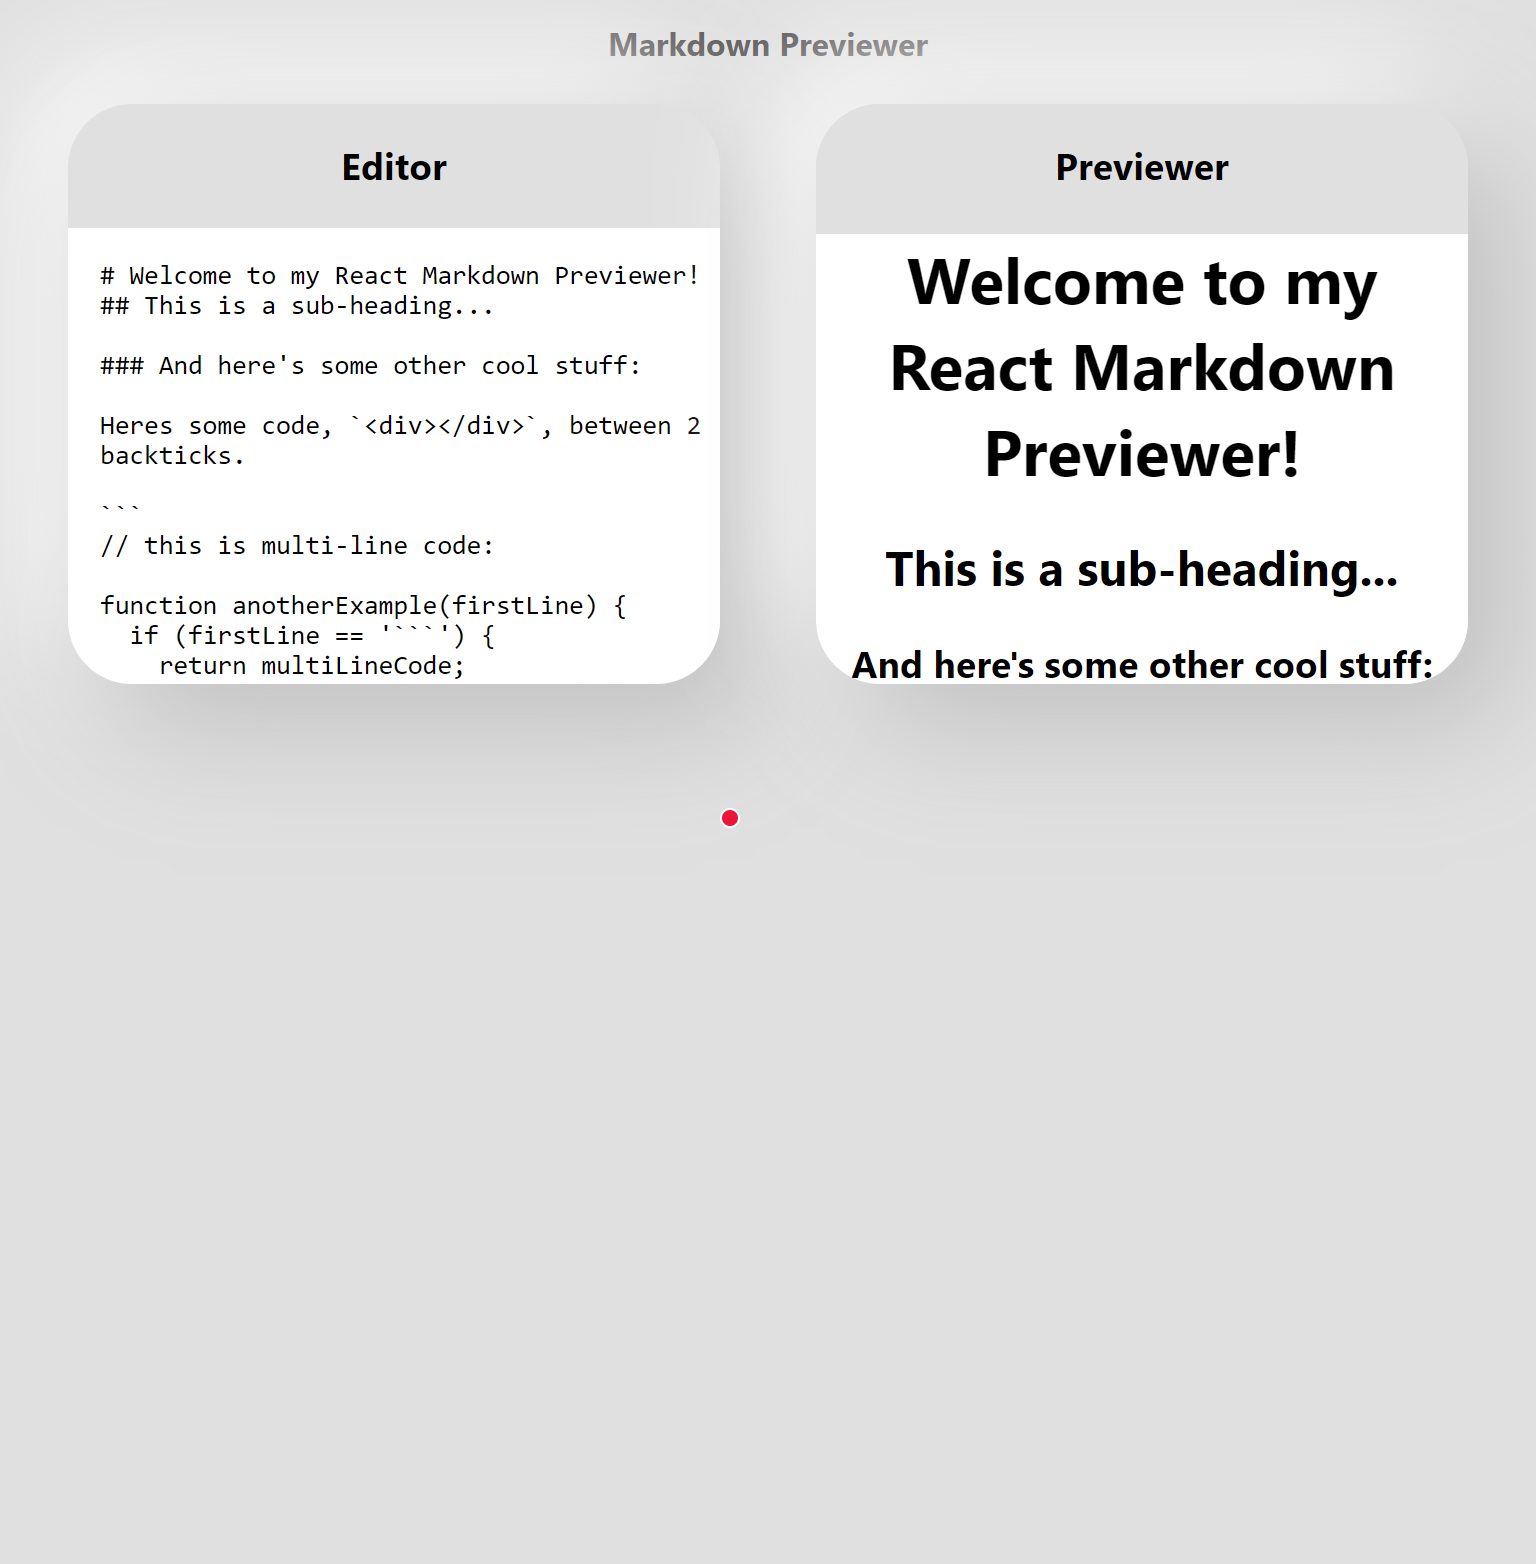 Markdown Previewer
Editor
# Welcome to my React Markdown Previewer!
## This is a sub-heading...
### And here's some other cool stuff:
Heres some code, `<div></div>`, between 2
backticks.
```
// this is multi-line code:
function anotherExample(firstLine) {
  if (firstLine == '```') {
    return multiLineCode;
Previewer
Welcome to my
React Markdown
Previewer!
This is a sub-heading...
And here's some other cool stuff: